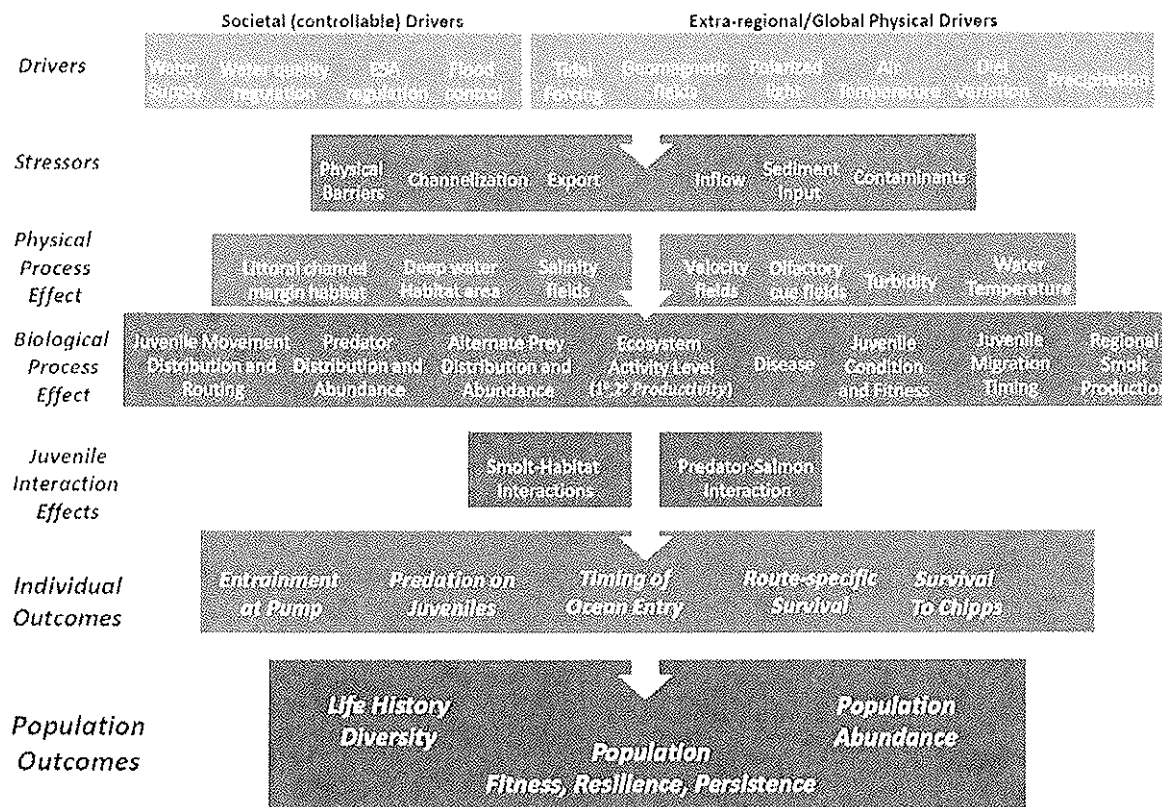 Societal (controllable) Drivers
Extra-regional/Global Physical Drivers
Drivers
Water Supply
Water quality regulation
ESA regulation
Flood control
Tidal Forcing
Geomagnetic fields
Polarized light
Air Temperature
Diel Variation
Precipitation
Stressors
Physical
Barriers
Channelization
Export
Inflow
Sediment
Input
Contaminants
Physical
Process
Effect
Littoral channel
margin habitat
Deep water
Habitat area
Salinity
fields
Velocity
fields
Olfactory
cue fields
Turbidity
Water
Temperature
Biological
Process
Effect
Juvenile Movement
Distribution and
Routing
Predator
Distribution and
Abundance
Alternate Prey
Distribution and
Abundance
Ecosystem
Activity Level
(1° 2° Productivity)
Disease
Juvenile
Condition
and Fitness
Juvenile
Migration
Timing
Regional
Smolt
Production
Juvenile
Interaction
Effects
Smolt-Habitat
Interactions
Predator-Salmon
Interaction
Individual
Outcomes
Entrainment
at Pump
Predation on
Juveniles
Timing of
Ocean Entry
Route-specific
Survival
Survival
To Chipps
Population
Outcomes
Life History
Diversity
Population
Fitness, Resilience, Persistence
Population
Abundance